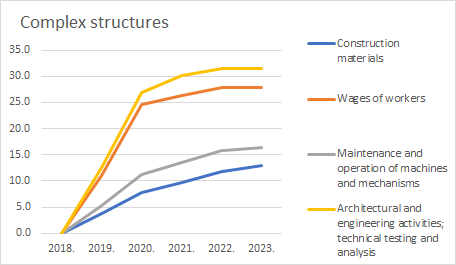 Complex structures
35.0
30.0
25.0
20.0
15.0
10.0
5.0
0.0
2018. 2019. 2020. 2021. 2022. 2023.
Construction
materials
Wages of workers
Maintenance and
operation of machines
and mechanisms
Architectural and
engineering activities;
technical testing and
analysis